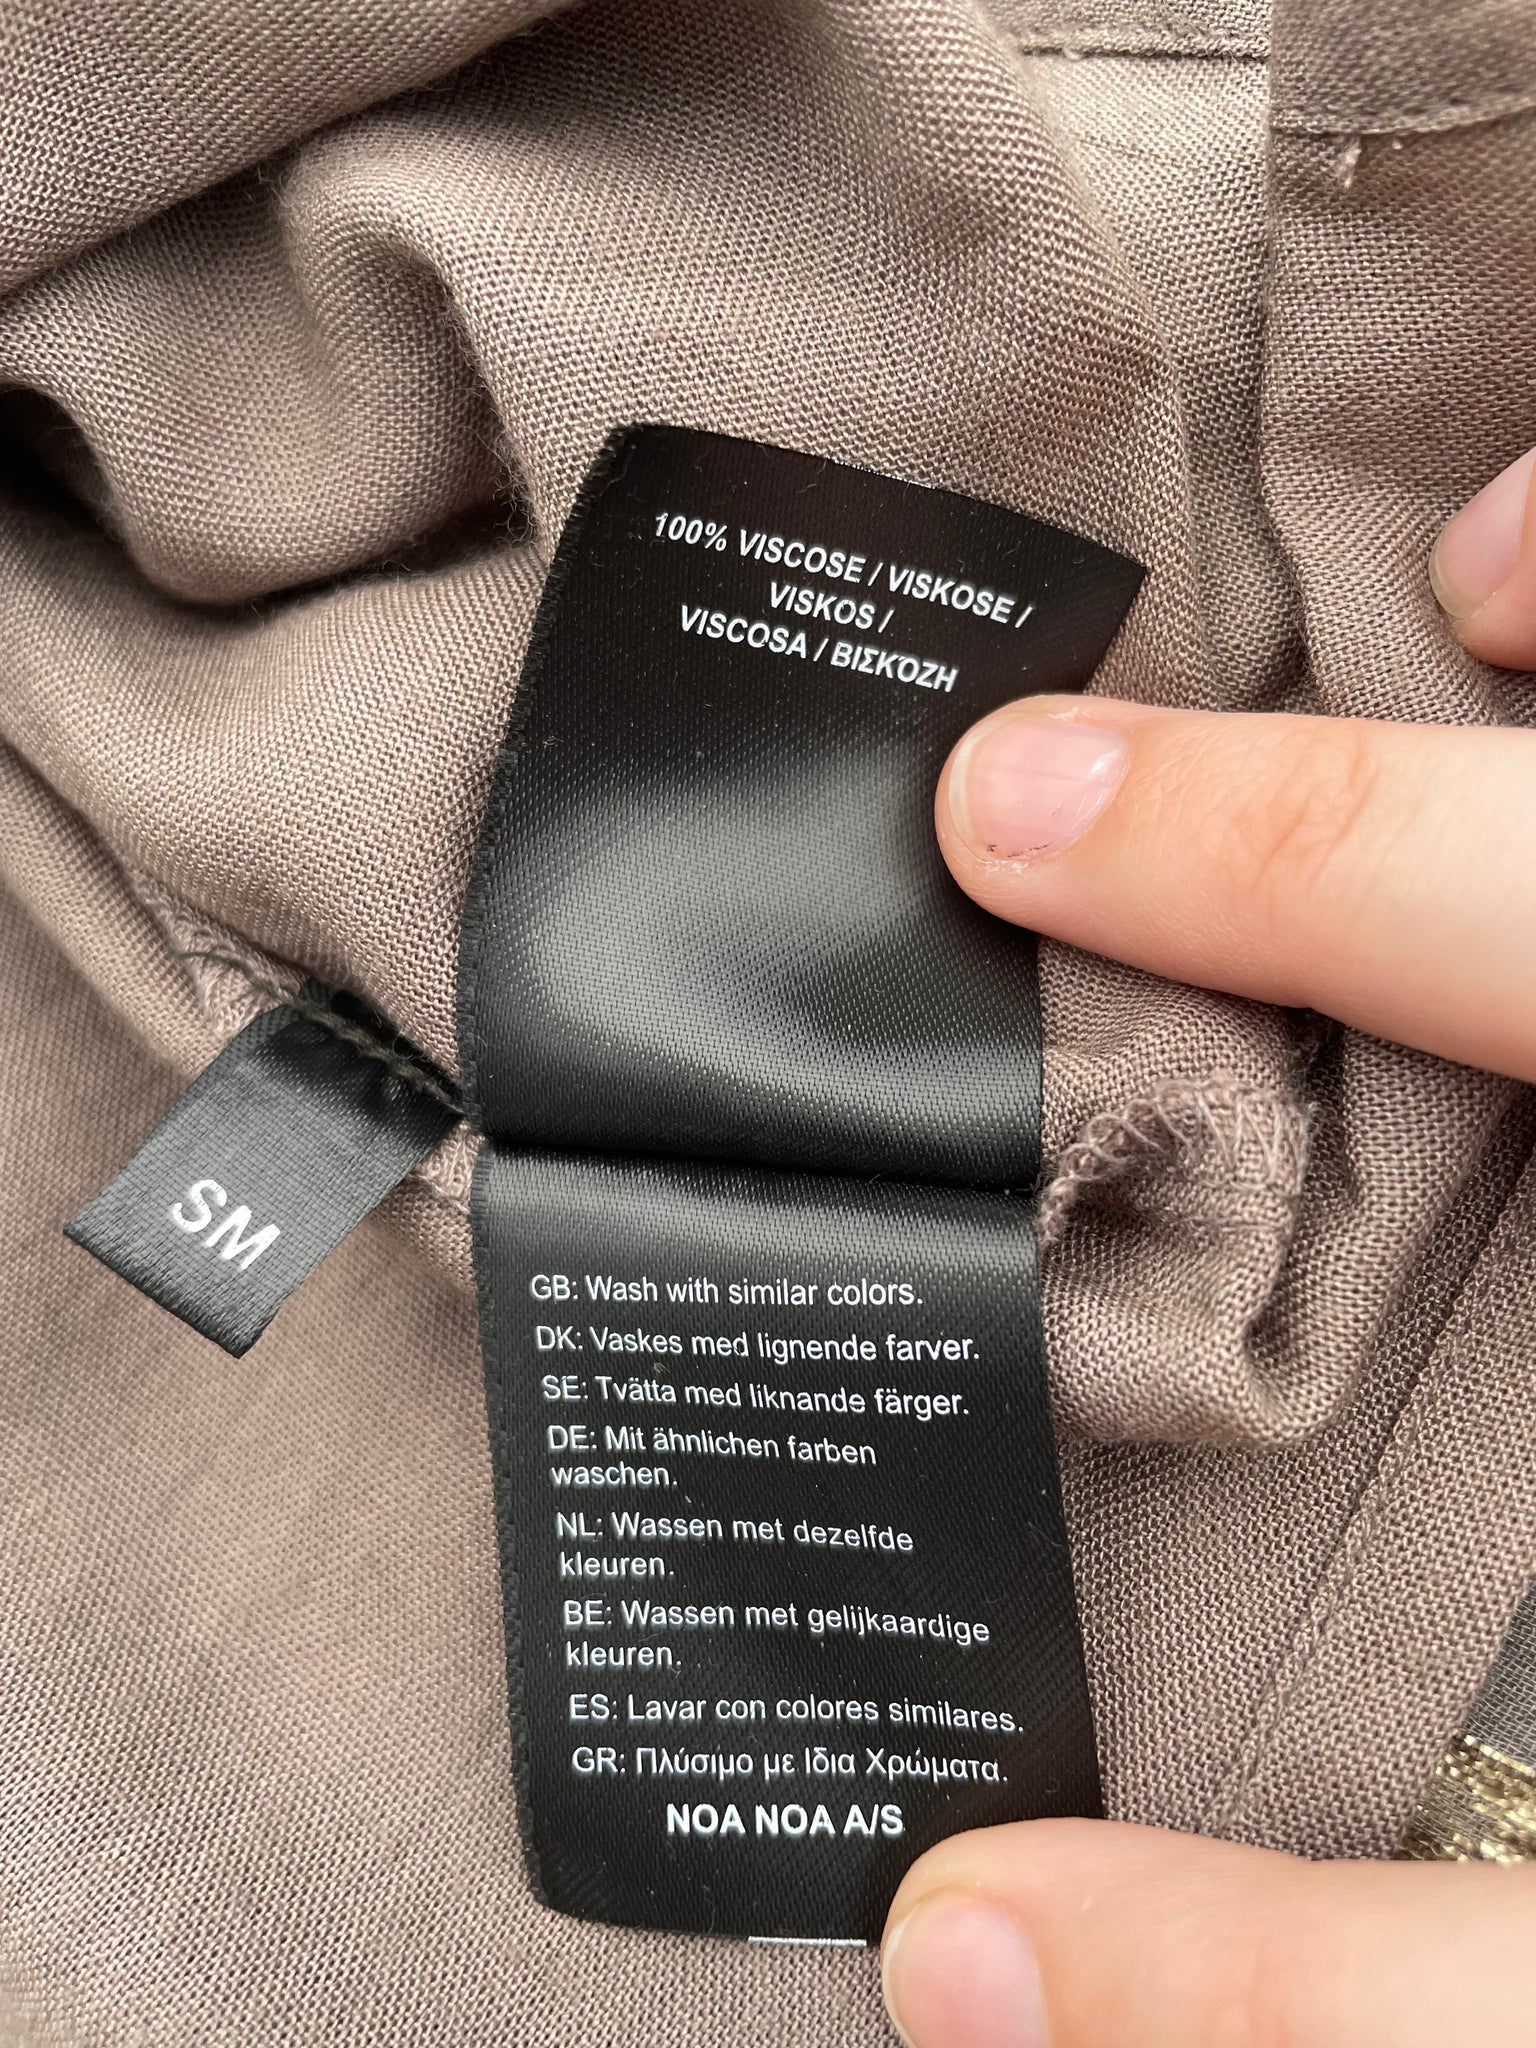 100% VISCOSE / VISKOSE /
VISKOS /
VISCOSA / ΒΙΣΚΌΖΗ
SM
GB: Wash with similar colors.
DK: Vaskes med lignende farver.
SE: Tvätta med liknande färger.
DE: Mit ähnlichen farben
waschen.
NL: Wassen met dezelfde
kleuren.
BE: Wassen met gelijkaardige
kleuren.
ES: Lavar con colores similares.
GR: Πλύσιμο με Ιδια Χρώματα.
NOA NOA A/S